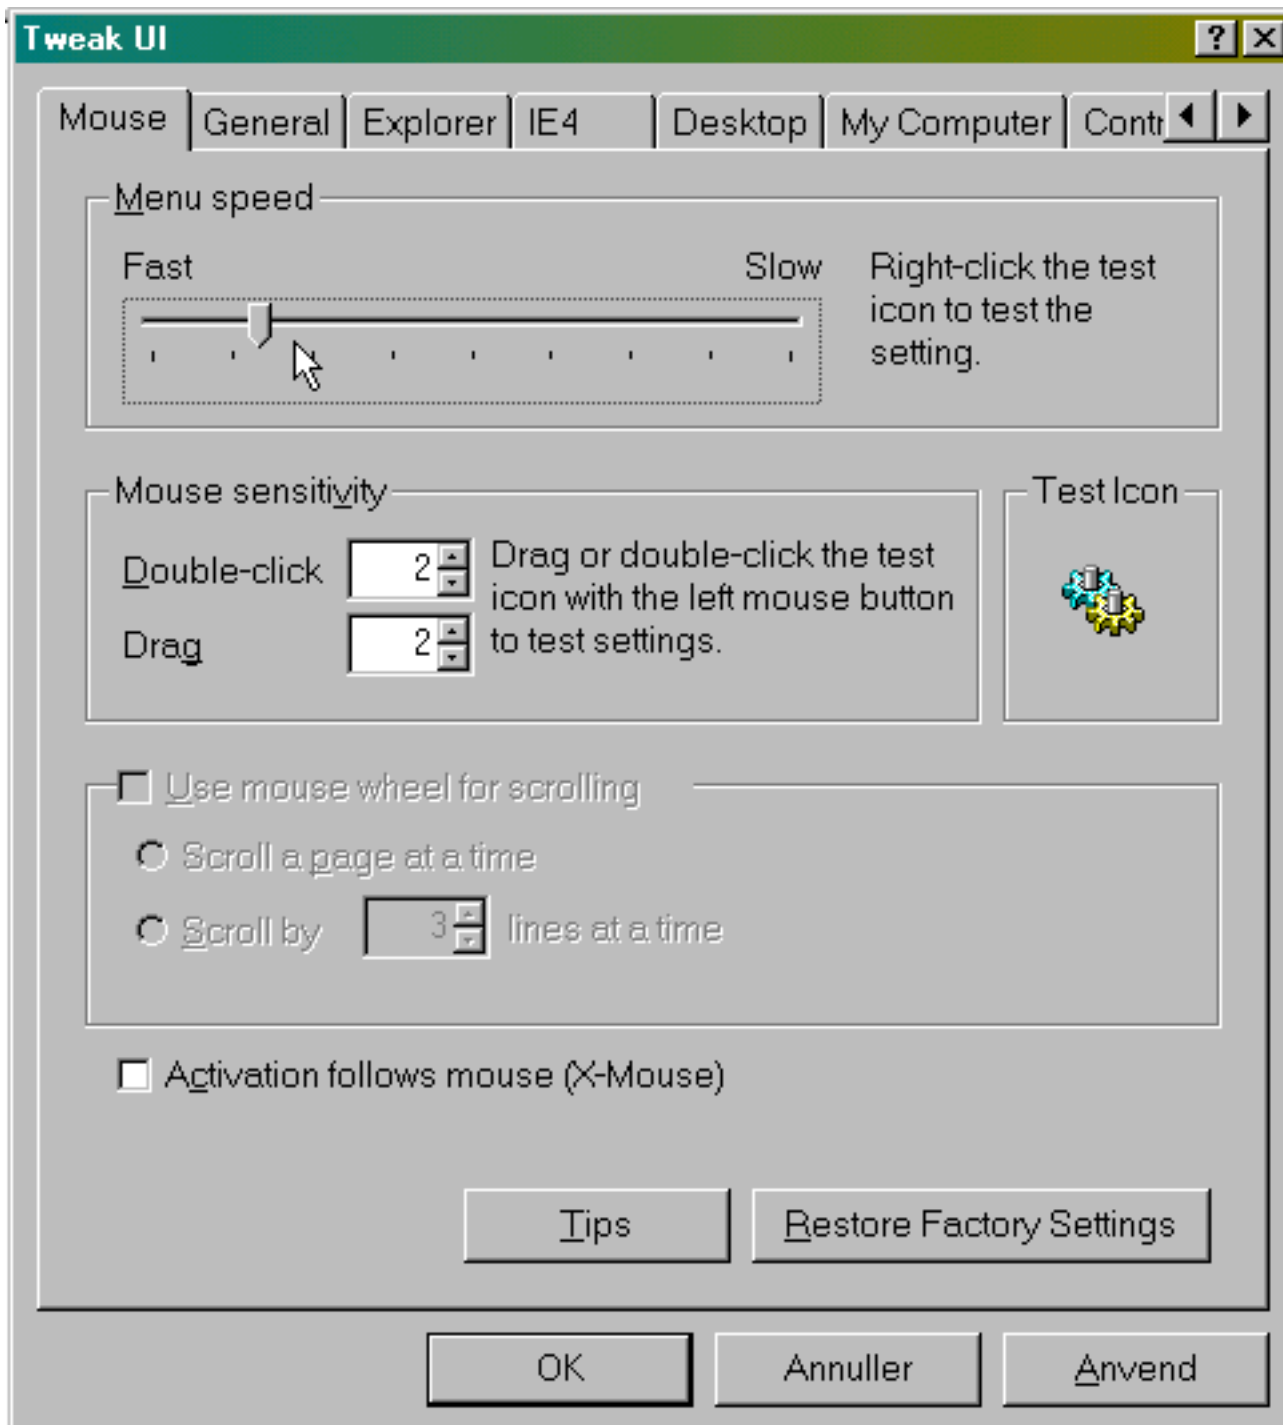 Tweak UI
Mouse General Explorer IE4 Desktop My Computer Contr
Menu speed
Fast Slow
Right-click the test
icon to test the
setting.
Mouse sensitivity
Double-click 2
Drag 2
Drag or double-click the test
icon with the left mouse button
to test settings.
Test Icon
Use mouse wheel for scrolling
Scroll a page at a time
Scroll by 3 lines at a time
Activation follows mouse (X-Mouse)
Tips Restore Factory Settings
OK Annuller Anvend